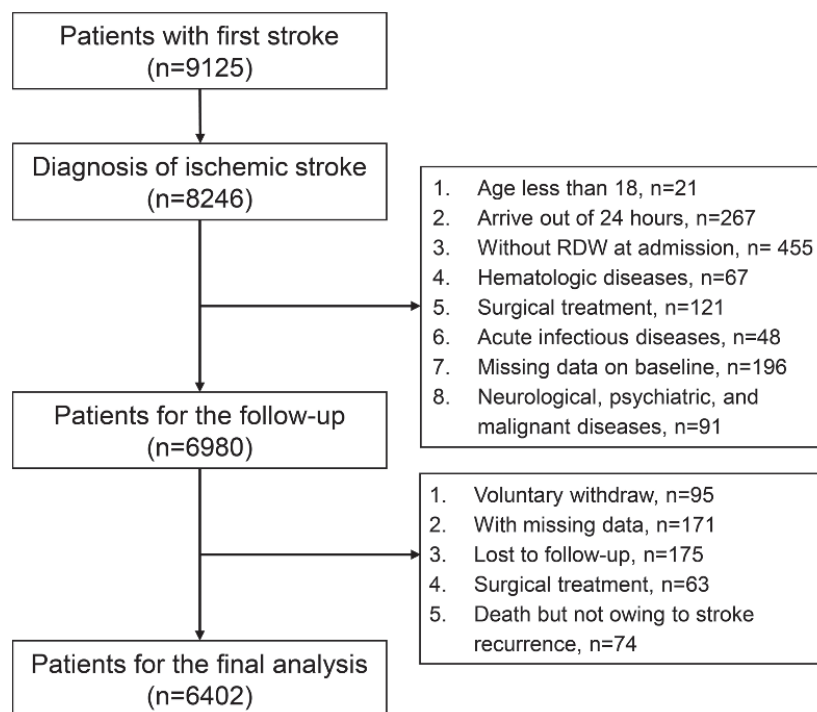 Patients with first stroke
(n=9125)
Diagnosis of ischemic stroke
(n=8246)
1. Age less than 18, n=21
2. Arrive out of 24 hours, n=267
3. Without RDW at admission, n= 455
4. Hematologic diseases, n=67
5. Surgical treatment, n=121
6. Acute infectious diseases, n=48
7. Missing data on baseline, n=196
8. Neurological, psychiatric, and
malignant diseases, n=91
Patients for the follow-up
(n=6980)
1. Voluntary withdraw, n=95
2. With missing data, n=171
3. Lost to follow-up, n=175
4. Surgical treatment, n=63
5. Death but not owing to stroke
recurrence, n=74
Patients for the final analysis
(n=6402)